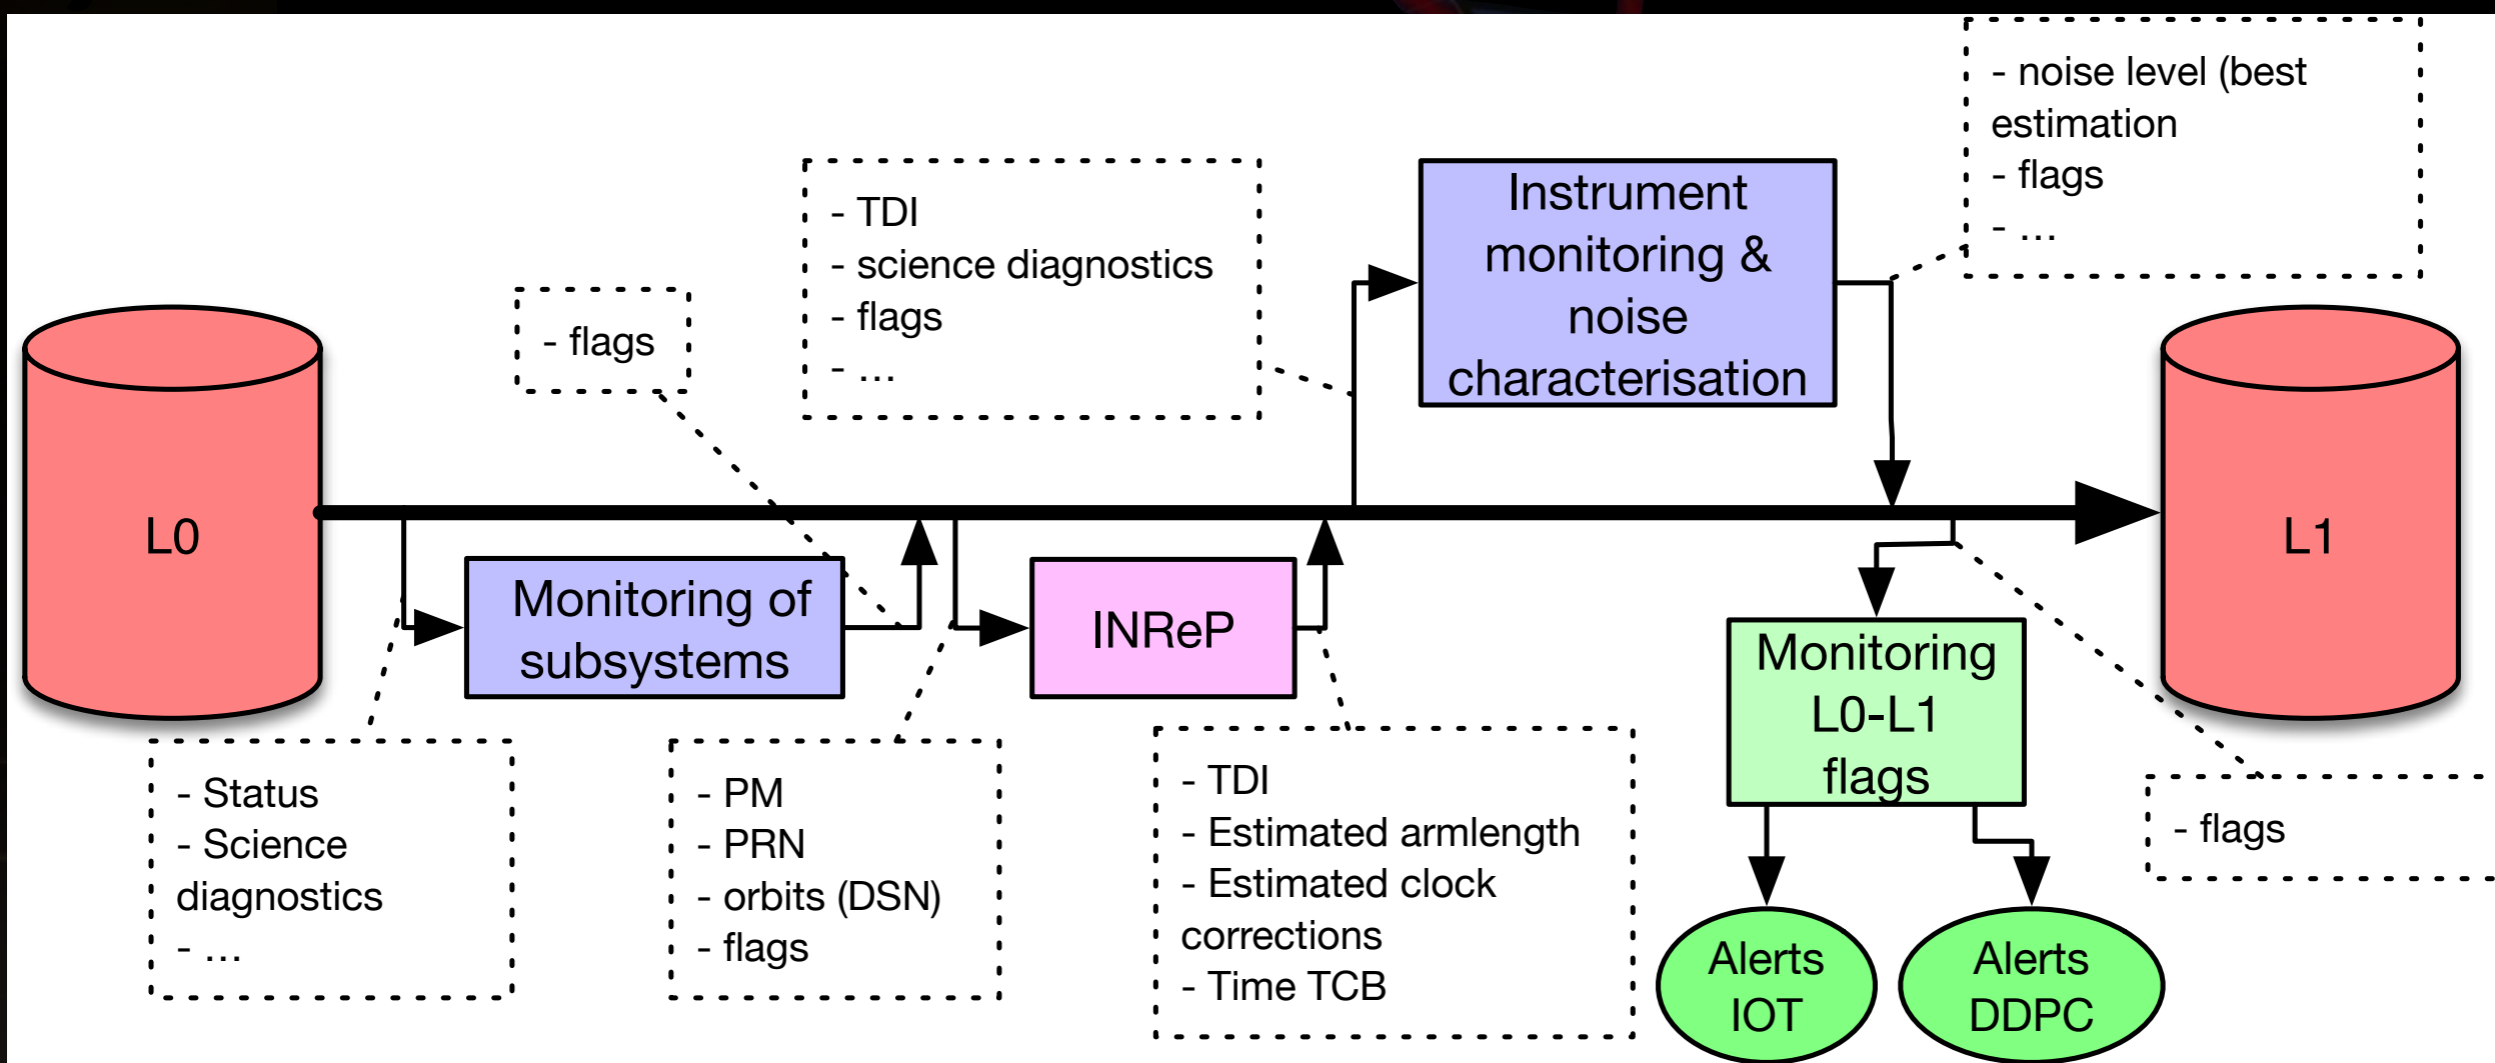 - noise level (best
estimation
- flags
- ...
Instrument
monitoring &
noise
characterisation
- TDI
- science diagnostics
- flags
- ...
- flags
L0
L1
Monitoring of
subsystems
INReP
Monitoring
L0-L1
flags
- Status
- Science
diagnostics
- ...
- PM
- PRN
- orbits (DSN)
- flags
- TDI
- Estimated armlength
- Estimated clock
corrections
- Time TCB
- flags
Alerts
IOT
Alerts
DDPC